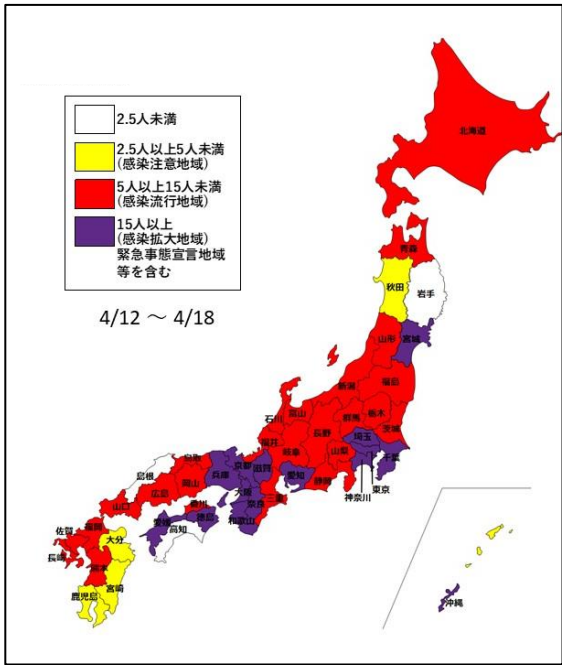 2.5人未満
2.5人以上5人未満
(感染注意地域)
5人以上15人未満
(感染流行地域)
15人以上
(感染拡大地域)
緊急事態宣言地域
等を含む
4/12 ~ 4/18
北海道
青森
秋田
岩手
山形
宮城
新潟
福島
石川
富山
群馬
栃木
長野
茨城
福井
岐阜
埼玉
山梨
千葉
島根
鳥取
京都
滋賀
兵庫
愛知
静岡
東京
神奈川
岡山
広島
大阪
奈良
三重
山口
香川
徳島
和歌山
愛媛
高知
福岡
佐賀
大分
長崎
熊本
宮崎
鹿児島
沖縄